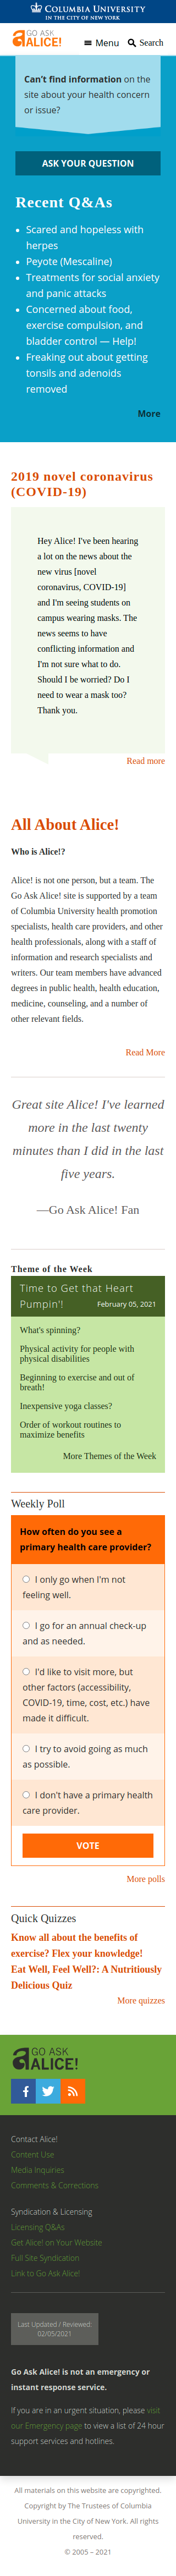 COLUMBIA UNIVERSITY
IN THE CITY OF NEW YORK
GO ASK
ALICE!
Menu
Search
Can't find information on the
site about your health concern
or issue?
ASK YOUR QUESTION
Recent Q&As
Scared and hopeless with
herpes
Peyote (Mescaline)
Treatments for social anxiety
and panic attacks
Concerned about food,
exercise compulsion, and
bladder control — Help!
Freaking out about getting
tonsils and adenoids
removed
More
2019 novel coronavirus
(COVID-19)
Hey Alice! I've been hearing
a lot on the news about the
new virus [novel
coronavirus, COVID-19]
and I'm seeing students on
campus wearing masks. The
news seems to have
conflicting information and
I'm not sure what to do.
Should I be worried? Do I
need to wear a mask too?
Thank you.
Read more
All About Alice!
Who is Alice!?
Alice! is not one person, but a team. The
Go Ask Alice! site is supported by a team
of Columbia University health promotion
specialists, health care providers, and other
health professionals, along with a staff of
information and research specialists and
writers. Our team members have advanced
degrees in public health, health education,
medicine, counseling, and a number of
other relevant fields.
Read More
Great site Alice! I've learned
more in the last twenty
minutes than I did in the last
five years.
—Go Ask Alice! Fan
Theme of the Week
Time to Get that Heart
Pumpin'!
February 05, 2021
What's spinning?
Physical activity for people with
physical disabilities
Beginning to exercise and out of
breath!
Inexpensive yoga classes?
Order of workout routines to
maximize benefits
More Themes of the Week
Weekly Poll
How often do you see a
primary health care provider?
I only go when I'm not
feeling well.
I go for an annual check-up
and as needed.
I'd like to visit more, but
other factors (accessibility,
COVID-19, time, cost, etc.) have
made it difficult.
I try to avoid going as much
as possible.
I don't have a primary health
care provider.
VOTE
More polls
Quick Quizzes
Know all about the benefits of
exercise? Flex your knowledge!
Eat Well, Feel Well?: A Nutritiously
Delicious Quiz
More quizzes
GO ASK
ALICE!
Contact Alice!
Content Use
Media Inquiries
Comments & Corrections
Syndication & Licensing
Licensing Q&As
Get Alice! on Your Website
Full Site Syndication
Link to Go Ask Alice!
Last Updated / Reviewed:
02/05/2021
Go Ask Alice! is not an emergency or
instant response service.
If you are in an urgent situation, please visit
our Emergency page to view a list of 24 hour
support services and hotlines.
All materials on this website are copyrighted.
Copyright by The Trustees of Columbia
University in the City of New York. All rights
reserved.
© 2005 – 2021